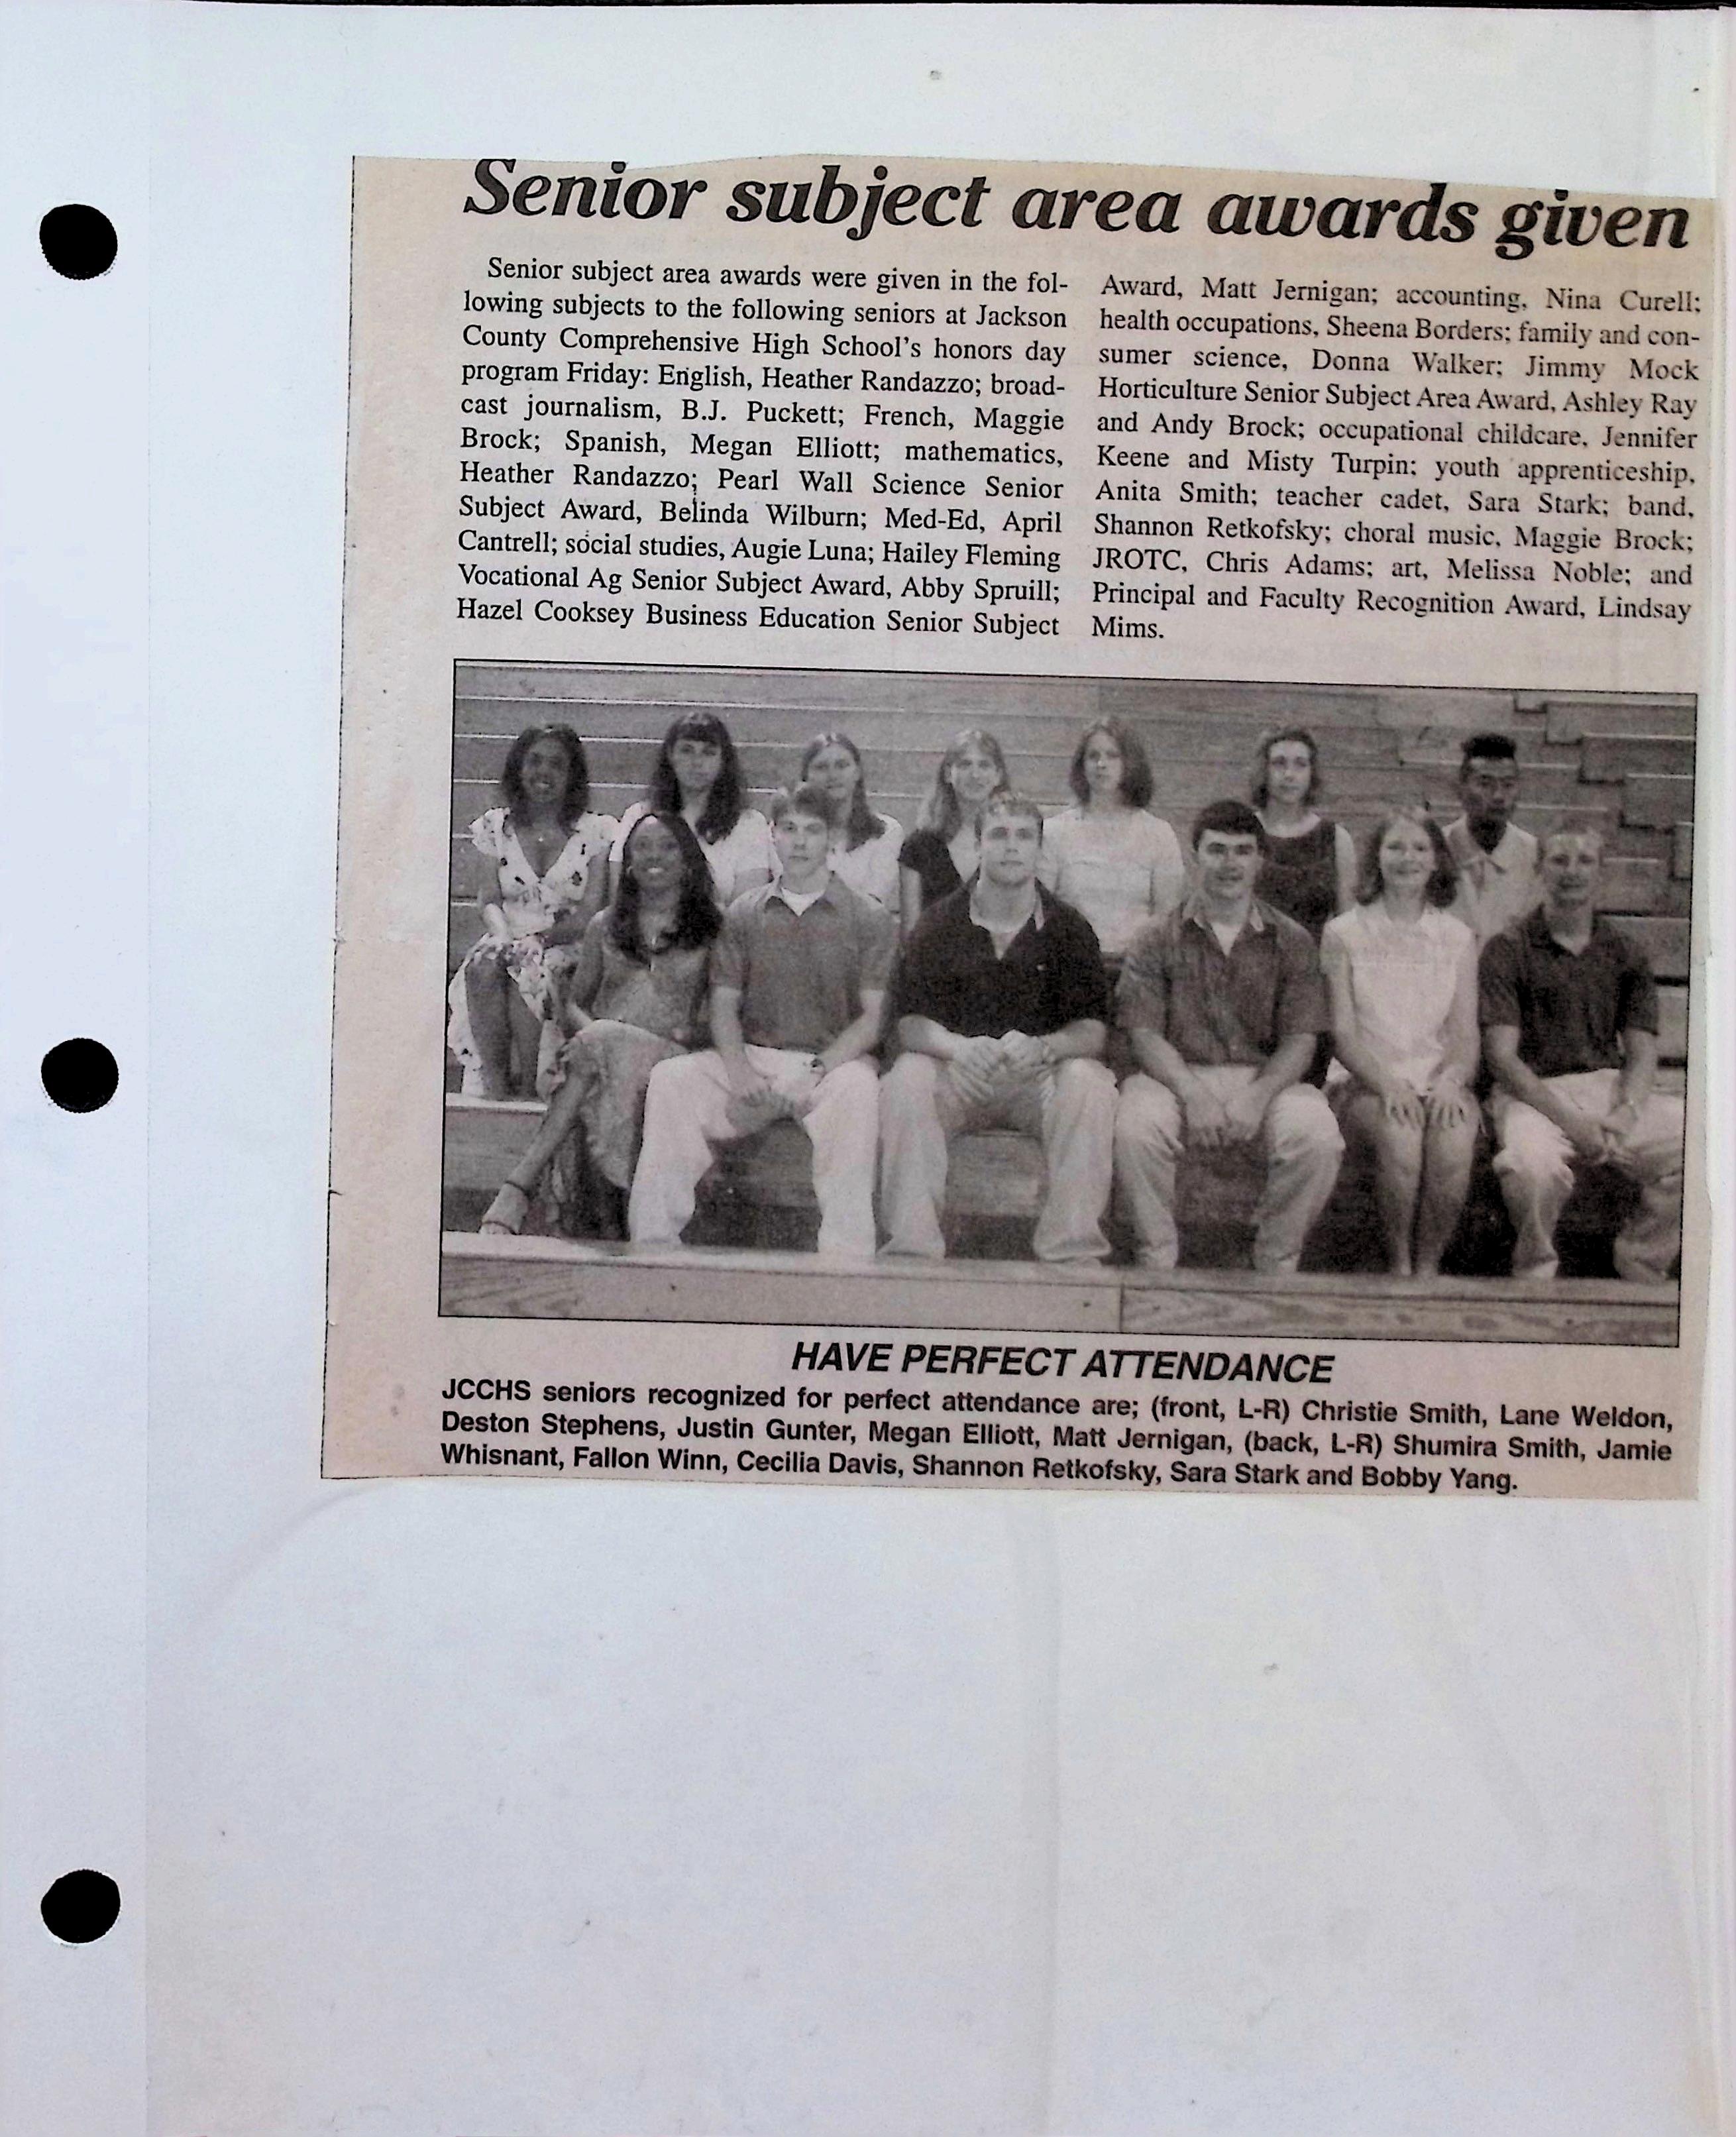 Senior subject area awards given
Senior subject area awards were given in the fol-
lowing subjects to the following seniors at Jackson
County Comprehensive High School's honors day
program Friday: English, Heather Randazzo; broad-
cast journalism, B.J. Puckett; French, Maggie
Brock; Spanish, Megan Elliott; mathematics,
Heather Randazzo; Pearl Wall Science Senior
Subject Award, Belinda Wilburn; Med-Ed, April
Cantrell; social studies, Augie Luna; Hailey Fleming
Vocational Ag Senior Subject Award, Abby Spruill;
Hazel Cooksey Business Education Senior Subject
Award, Matt Jernigan; accounting, Nina Curell;
health occupations, Sheena Borders; family and con-
sumer science, Donna Walker; Jimmy Mock
Horticulture Senior Subject Area Award, Ashley Ray
and Andy Brock; occupational childcare, Jennifer
Keene and Misty Turpin; youth apprenticeship,
Anita Smith; teacher cadet, Sara Stark; band,
Shannon Retkofsky; choral music, Maggie Brock;
JROTC, Chris Adams; art, Melissa Noble; and
Principal and Faculty Recognition Award, Lindsay
Mims.
HAVE PERFECT ATTENDANCE
JCCHS seniors recognized for perfect attendance are; (front, L-R) Christie Smith, Lane Weldon,
Deston Stephens, Justin Gunter, Megan Elliott, Matt Jernigan, (back, L-R) Shumira Smith, Jamie
Whisnant, Fallon Winn, Cecilia Davis, Shannon Retkofsky, Sara Stark and Bobby Yang.